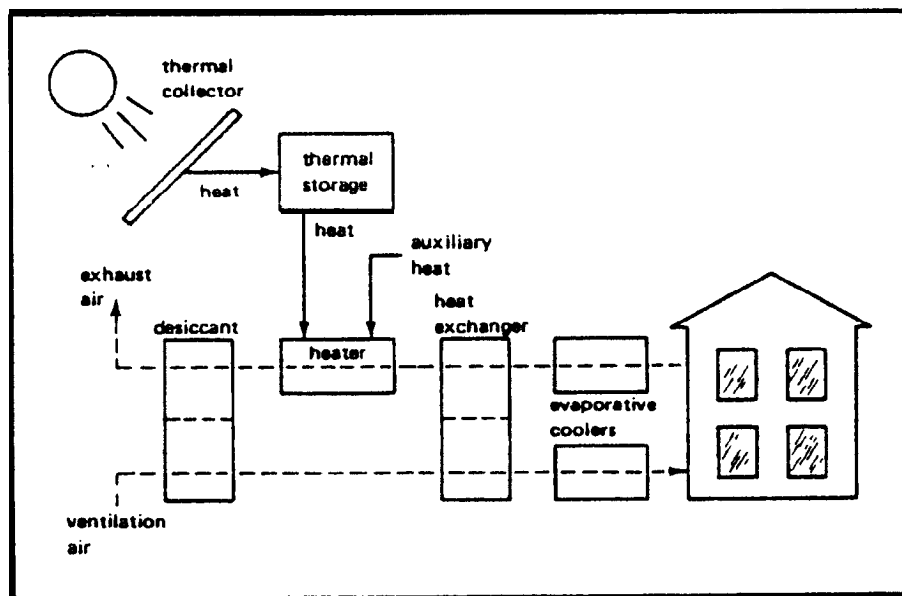 thermal
collector
thermal
storage
heat
heat
auxiliary
heat
exhaust
air
heat
exchanger
desiccant
heater
evaporative
coolers
ventilation
air